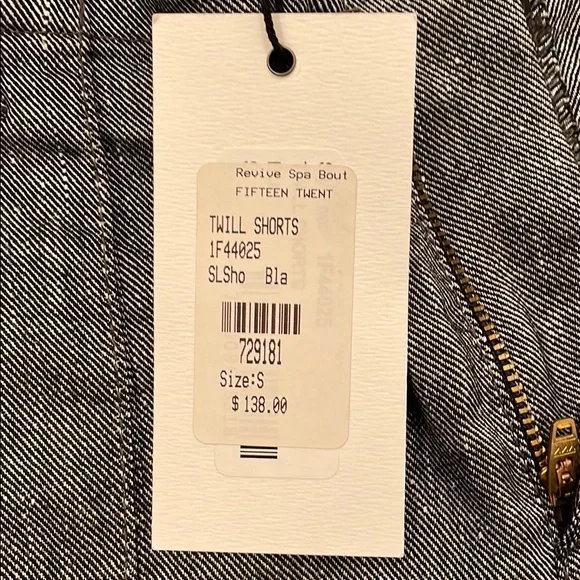 Revive Spa Bout
FIFTEEN TWENT
TWILL SHORTS
1F44025
SLSho Bla
729181
Size:S
$138.00